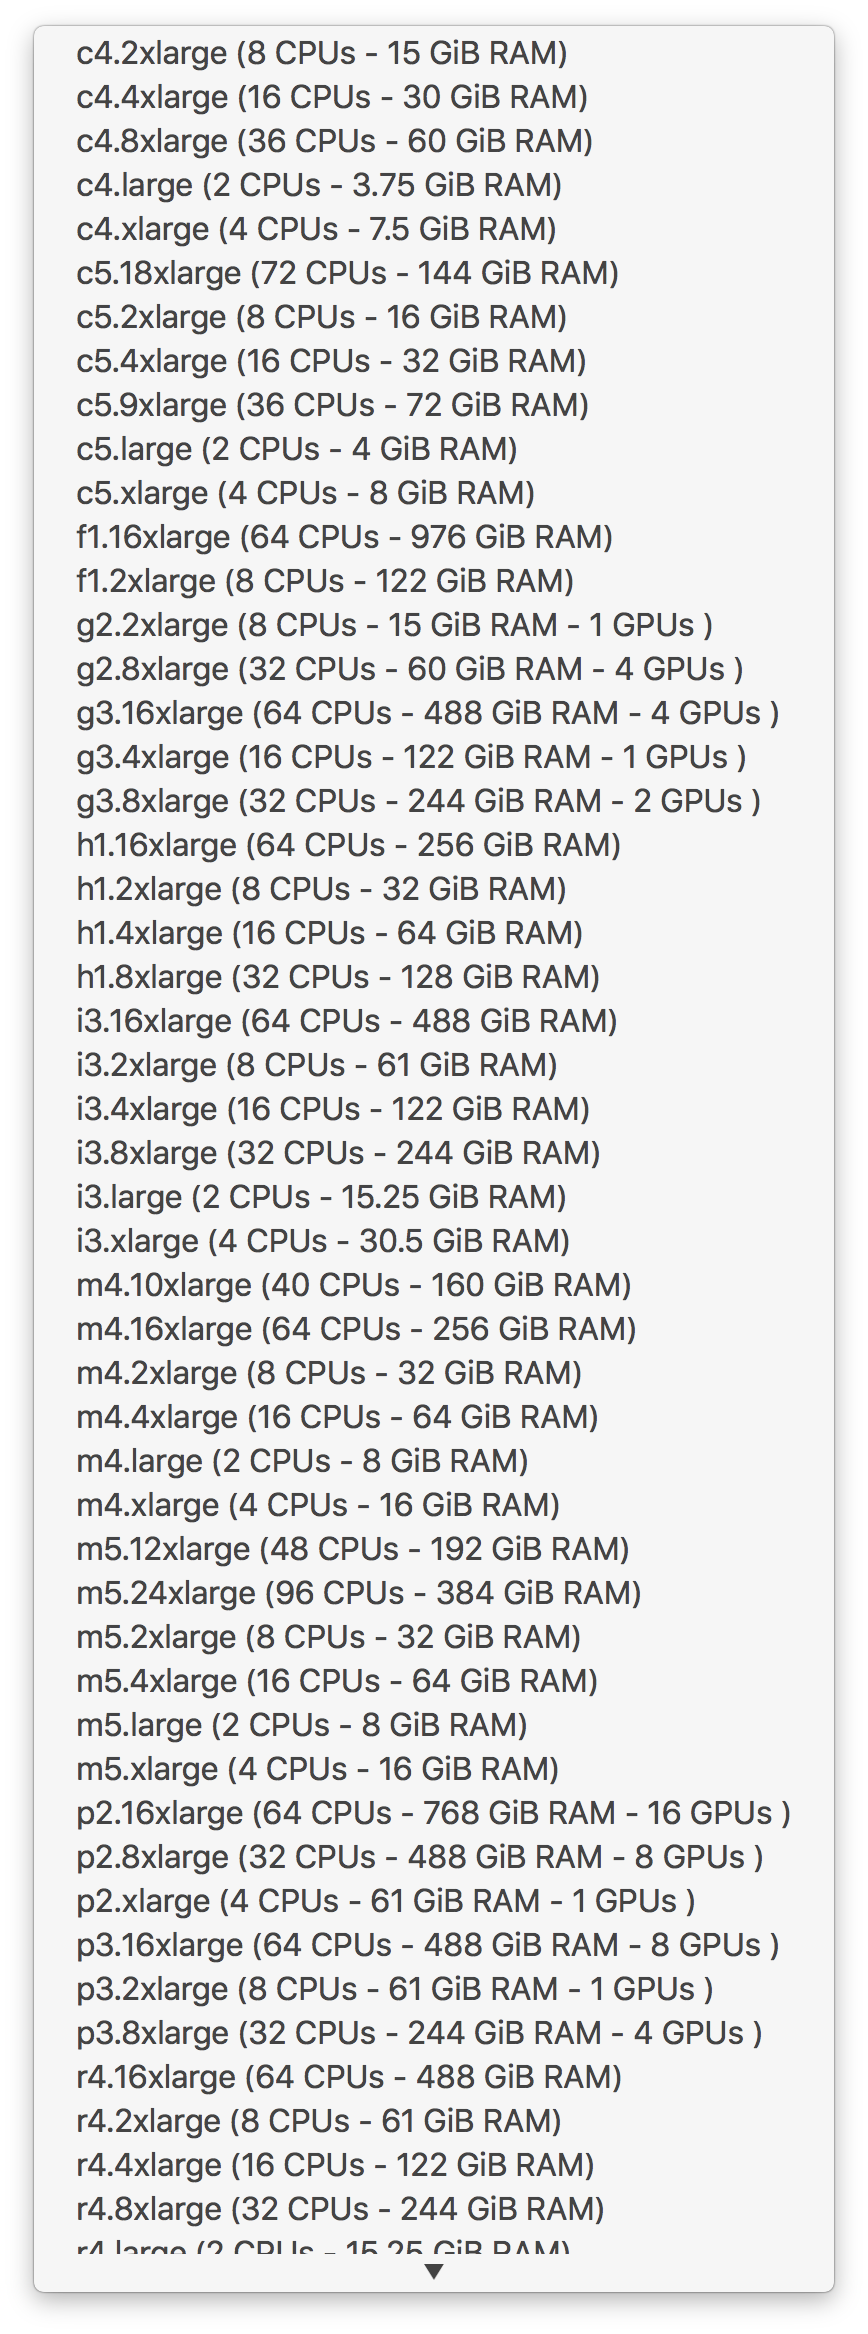 c4.2xlarge (8 CPUs - 15 GiB RAM)
c4.4xlarge (16 CPUs - 30 GiB RAM)
c4.8xlarge (36 CPUs - 60 GiB RAM)
c4.large (2 CPUs - 3.75 GiB RAM)
c4.xlarge (4 CPUs - 7.5 GiB RAM)
c5.18xlarge (72 CPUs - 144 GiB RAM)
c5.2xlarge (8 CPUs - 16 GiB RAM)
c5.4xlarge (16 CPUs - 32 GiB RAM)
c5.9xlarge (36 CPUs - 72 GiB RAM)
c5.large (2 CPUs - 4 GiB RAM)
c5.xlarge (4 CPUs - 8 GiB RAM)
f1.16xlarge (64 CPUs - 976 GiB RAM)
f1.2xlarge (8 CPUs - 122 GiB RAM)
g2.2xlarge (8 CPUs - 15 GiB RAM - 1 GPUs )
g2.8xlarge (32 CPUs - 60 GiB RAM - 4 GPUs )
g3.16xlarge (64 CPUs - 488 GiB RAM - 4 GPUs )
g3.4xlarge (16 CPUs - 122 GiB RAM - 1 GPUs )
g3.8xlarge (32 CPUs - 244 GiB RAM - 2 GPUs )
h1.16xlarge (64 CPUs - 256 GiB RAM)
h1.2xlarge (8 CPUs - 32 GiB RAM)
h1.4xlarge (16 CPUs - 64 GiB RAM)
h1.8xlarge (32 CPUs - 128 GiB RAM)
i3.16xlarge (64 CPUs - 488 GiB RAM)
i3.2xlarge (8 CPUs - 61 GiB RAM)
i3.4xlarge (16 CPUs - 122 GiB RAM)
i3.8xlarge (32 CPUs - 244 GiB RAM)
i3.large (2 CPUs - 15.25 GiB RAM)
i3.xlarge (4 CPUs - 30.5 GiB RAM)
m4.10xlarge (40 CPUs - 160 GiB RAM)
m4.16xlarge (64 CPUs - 256 GiB RAM)
m4.2xlarge (8 CPUs - 32 GiB RAM)
m4.4xlarge (16 CPUs - 64 GiB RAM)
m4.large (2 CPUs - 8 GiB RAM)
m4.xlarge (4 CPUs - 16 GiB RAM)
m5.12xlarge (48 CPUs - 192 GiB RAM)
m5.24xlarge (96 CPUs - 384 GiB RAM)
m5.2xlarge (8 CPUs - 32 GiB RAM)
m5.4xlarge (16 CPUs - 64 GiB RAM)
m5.large (2 CPUs - 8 GiB RAM)
m5.xlarge (4 CPUs - 16 GiB RAM)
p2.16xlarge (64 CPUs - 768 GiB RAM - 16 GPUs )
p2.8xlarge (32 CPUs - 488 GiB RAM - 8 GPUs )
p2.xlarge (4 CPUs - 61 GiB RAM - 1 GPUs )
p3.16xlarge (64 CPUs - 488 GiB RAM - 8 GPUs )
p3.2xlarge (8 CPUs - 61 GiB RAM - 1 GPUs )
p3.8xlarge (32 CPUs - 244 GiB RAM - 4 GPUs )
r4.16xlarge (64 CPUs - 488 GiB RAM)
r4.2xlarge (8 CPUs - 61 GiB RAM)
r4.4xlarge (16 CPUs - 122 GiB RAM)
r4.8xlarge (32 CPUs - 244 GiB RAM)
r4.large (2 CPUs - 15.25 GiB RAM)